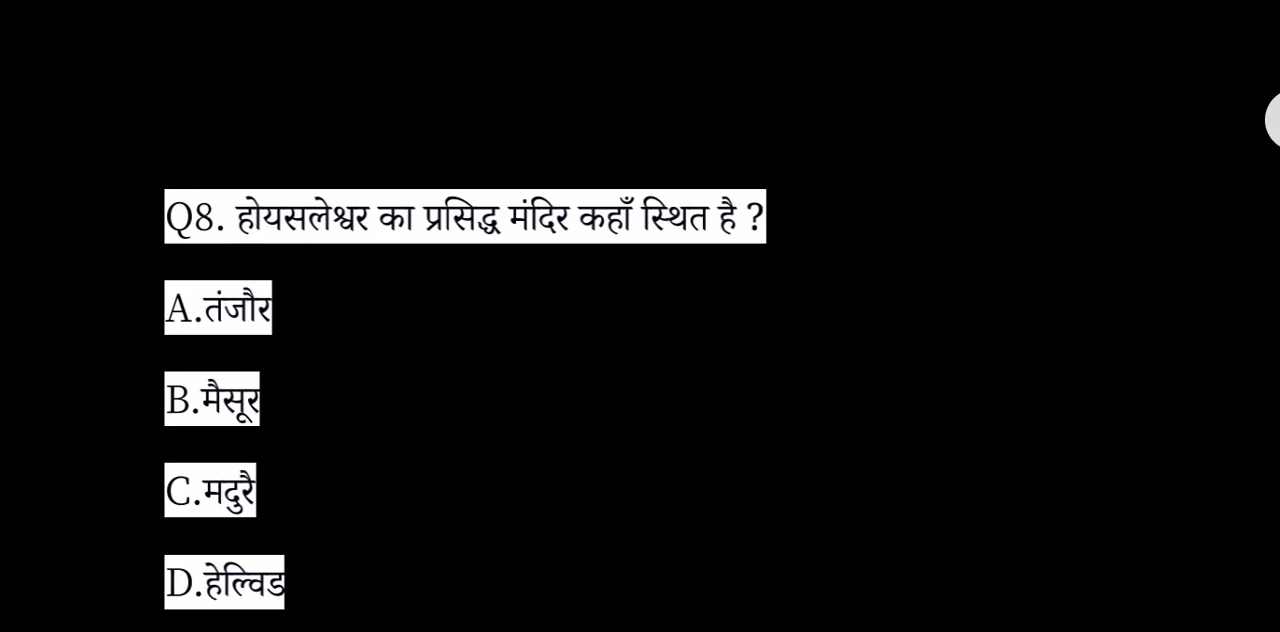 Q8. होयसलेश्वर का प्रसिद्ध मंदिर कहाँ स्थित है ?
A.तंजौर
B.मैसूर
C.मदुरै
D.हेल्विड